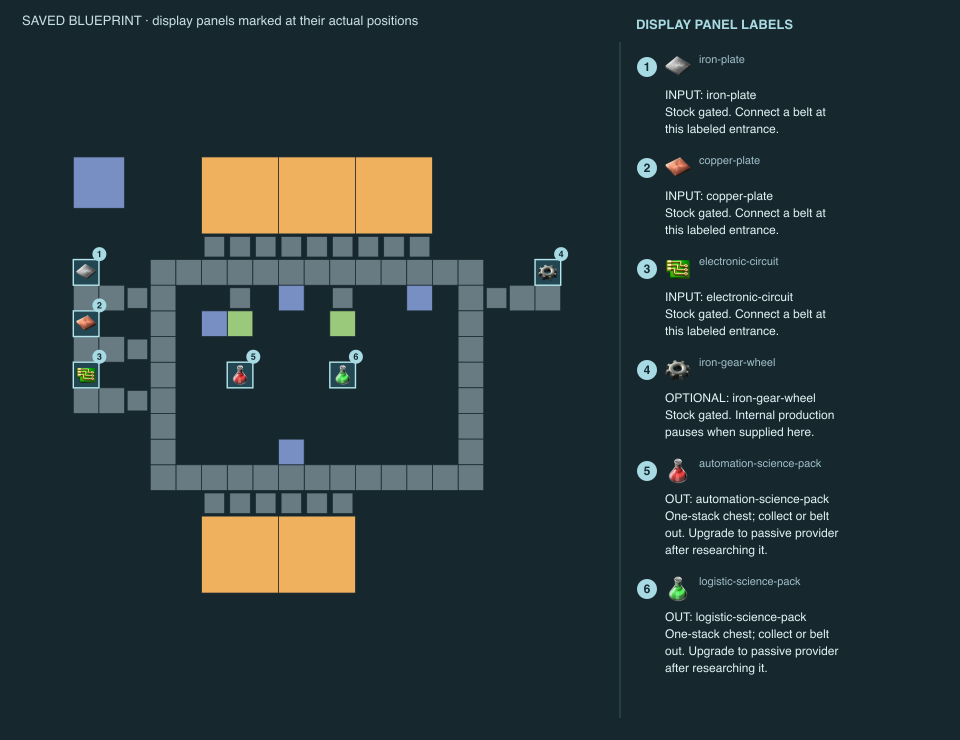 SAVED BLUEPRINT · display panels marked at their actual positions
1
2
3
4
5
6
DISPLAY PANEL LABELS
1 iron-plate
INPUT: iron-plate
Stock gated. Connect a belt at
this labeled entrance.
2 copper-plate
INPUT: copper-plate
Stock gated. Connect a belt at
this labeled entrance.
3 electronic-circuit
INPUT: electronic-circuit
Stock gated. Connect a belt at
this labeled entrance.
4 iron-gear-wheel
OPTIONAL: iron-gear-wheel
Stock gated. Internal production
pauses when supplied here.
5 automation-science-pack
OUT: automation-science-pack
One-stack chest; collect or belt
out. Upgrade to passive provider
after researching it.
6 logistic-science-pack
OUT: logistic-science-pack
One-stack chest; collect or belt
out. Upgrade to passive provider
after researching it.